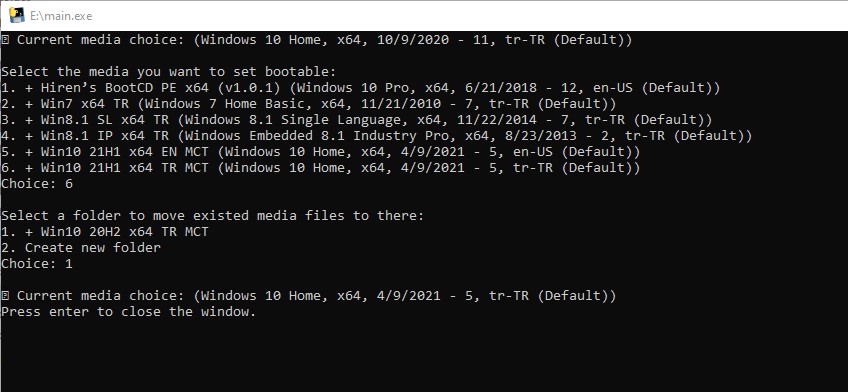 E:\main.exe
Current media choice: (Windows 10 Home, x64, 10/9/2020 - 11, tr-TR (Default))
Select the media you want to set bootable:
1. + Hiren’s BootCD PE x64 (v1.0.1) (Windows 10 Pro, x64, 6/21/2018 - 12, en-US (Default))
2. + Win7 x64 TR (Windows 7 Home Basic, x64, 11/21/2010 - 7, tr-TR (Default))
3. + Win8.1 SL x64 TR (Windows 8.1 Single Language, x64, 11/22/2014 - 7, tr-TR (Default))
4. + Win8.1 IP x64 TR (Windows Embedded 8.1 Industry Pro, x64, 8/23/2013 - 2, tr-TR (Default))
5. + Win10 21H1 x64 EN MCT (Windows 10 Home, x64, 4/9/2021 - 5, en-US (Default))
6. + Win10 21H1 x64 TR MCT (Windows 10 Home, x64, 4/9/2021 - 5, tr-TR (Default))
Choice: 6
Select a folder to move existed media files to there:
1. + Win10 20H2 x64 TR MCT
2. Create new folder
Choice: 1
Current media choice: (Windows 10 Home, x64, 4/9/2021 - 5, tr-TR (Default))
Press enter to close the window.